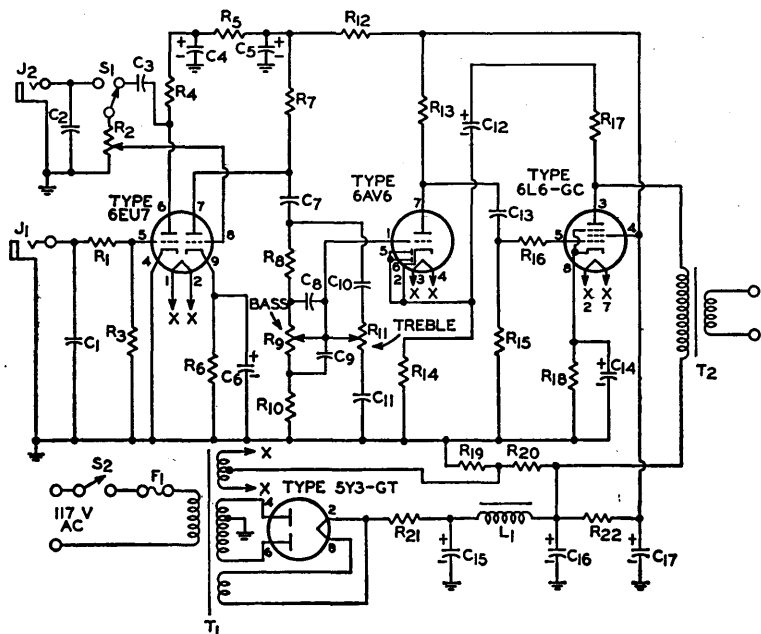 R5
R12
C4
C5
J2
S1
C3
R4
R7
R13
C12
R17
C2
R2
TYPE
6EU7
TYPE
6AV6
TYPE
6L6-GC
6
7
C7
7
C13
3
J1
R1
5
8
4
9
1
2
R8
C8
C10
1
5
6
2
3
4
R16
5
4
8
X
X
X
X
X
X
2
7
BASS
R9
R11
TREBLE
C9
R3
C1
R6
C6
R10
C11
R14
R15
R18
C14
T2
S2
F1
117 V
AC
X
X
TYPE 5Y3-GT
R19
R20
4
6
2
8
R21
L1
R22
C15
C16
C17
T1